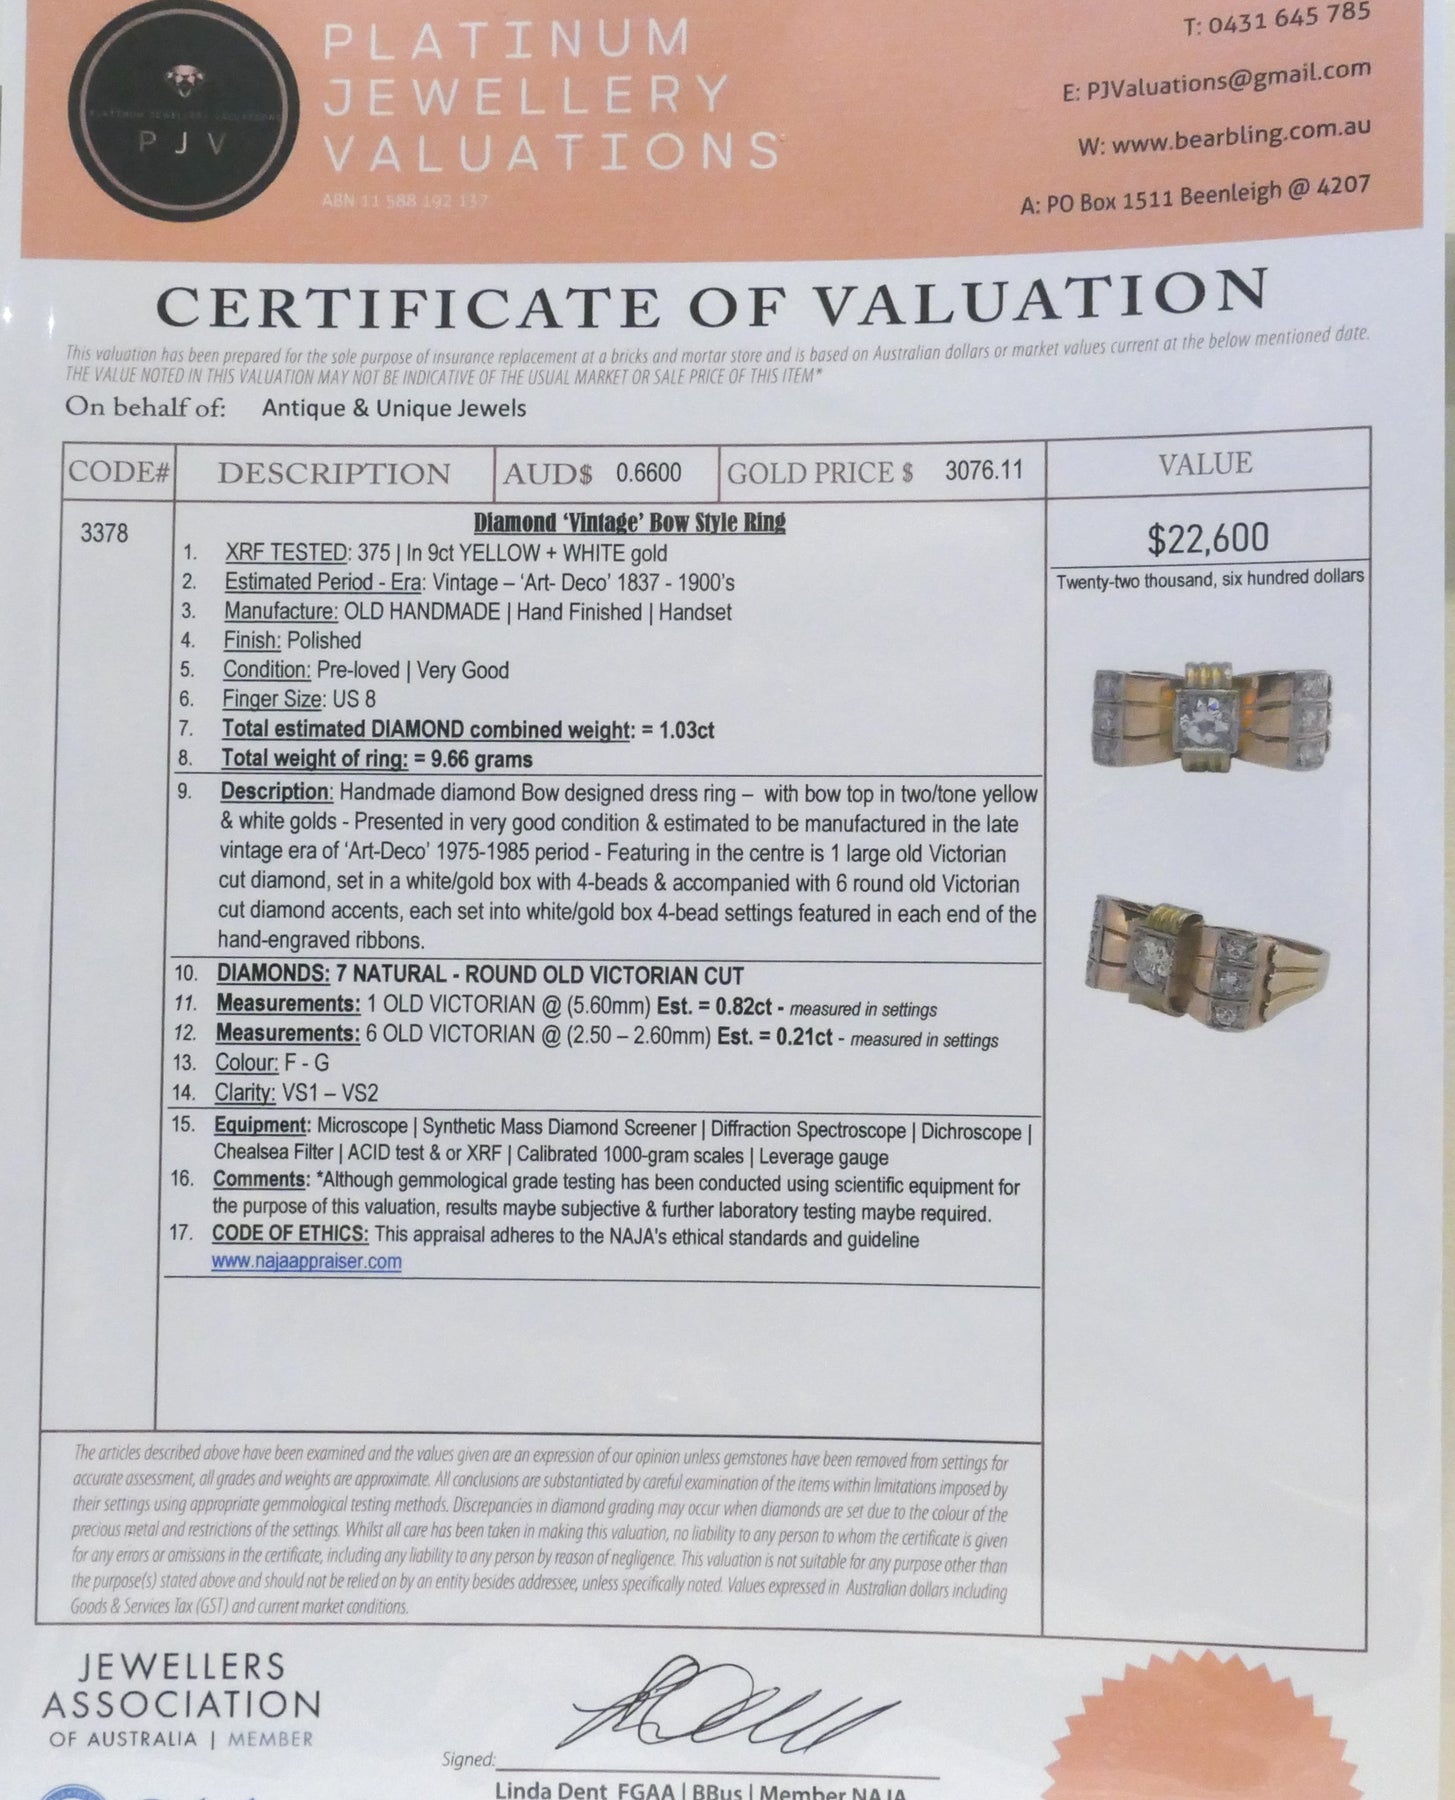 PLATINUM
JEWELLERY
VALUATIONS
ABN 11 588 192 137
PLATINUM JEWELLERY VALUATIONS
PJV
T: 0431 645 785
E: PJValuations@gmail.com
W: www.bearbling.com.au
A: PO Box 1511 Beenleigh @ 4207
CERTIFICATE OF VALUATION
This valuation has been prepared for the sole purpose of insurance replacement at a bricks and mortar store and is based on Australian dollars or market values current at the below mentioned date.
THE VALUE NOTED IN THIS VALUATION MAY NOT BE INDICATIVE OF THE USUAL MARKET OR SALE PRICE OF THIS ITEM*
On behalf of: Antique & Unique Jewels
CODE# DESCRIPTION AUD$ 0.6600 GOLD PRICE $ 3076.11 VALUE
3378 Diamond ‘Vintage’ Bow Style Ring $22,600
Twenty-two thousand, six hundred dollars
1. XRF TESTED: 375 | In 9ct YELLOW + WHITE gold
2. Estimated Period - Era: Vintage – ‘Art- Deco’ 1837 - 1900’s
3. Manufacture: OLD HANDMADE | Hand Finished | Handset
4. Finish: Polished
5. Condition: Pre-loved | Very Good
6. Finger Size: US 8
7. Total estimated DIAMOND combined weight: = 1.03ct
8. Total weight of ring: = 9.66 grams
9. Description: Handmade diamond Bow designed dress ring – with bow top in two/tone yellow
& white golds - Presented in very good condition & estimated to be manufactured in the late
vintage era of ‘Art-Deco’ 1975-1985 period - Featuring in the centre is 1 large old Victorian
cut diamond, set in a white/gold box with 4-beads & accompanied with 6 round old Victorian
cut diamond accents, each set into white/gold box 4-bead settings featured in each end of the
hand-engraved ribbons.
10. DIAMONDS: 7 NATURAL - ROUND OLD VICTORIAN CUT
11. Measurements: 1 OLD VICTORIAN @ (5.60mm) Est. = 0.82ct - measured in settings
12. Measurements: 6 OLD VICTORIAN @ (2.50 – 2.60mm) Est. = 0.21ct - measured in settings
13. Colour: F - G
14. Clarity: VS1 – VS2
15. Equipment: Microscope | Synthetic Mass Diamond Screener | Diffraction Spectroscope | Dichroscope |
Chealsea Filter | ACID test & or XRF | Calibrated 1000-gram scales | Leverage gauge
16. Comments: *Although gemmological grade testing has been conducted using scientific equipment for
the purpose of this valuation, results maybe subjective & further laboratory testing maybe required.
17. CODE OF ETHICS: This appraisal adheres to the NAJA's ethical standards and guideline
www.najaappraiser.com
The articles described above have been examined and the values given are an expression of our opinion unless gemstones have been removed from settings for
accurate assessment, all grades and weights are approximate. All conclusions are substantiated by careful examination of the items within limitations imposed by
their settings using appropriate gemmological testing methods. Discrepancies in diamond grading may occur when diamonds are set due to the colour of the
precious metal and restrictions of the settings. Whilst all care has been taken in making this valuation, no liability to any person to whom the certificate is given
for any errors or omissions in the certificate, including any liability to any person by reason of negligence. This valuation is not suitable for any purpose other than
the purpose(s) stated above and should not be relied on by an entity besides addressee, unless specifically noted. Values expressed in Australian dollars including
Goods & Services Tax (GST) and current market conditions.
JEWELLERS
ASSOCIATION
OF AUSTRALIA | MEMBER
Signed:
Linda Dent FGAA | BBus | Member NAJA